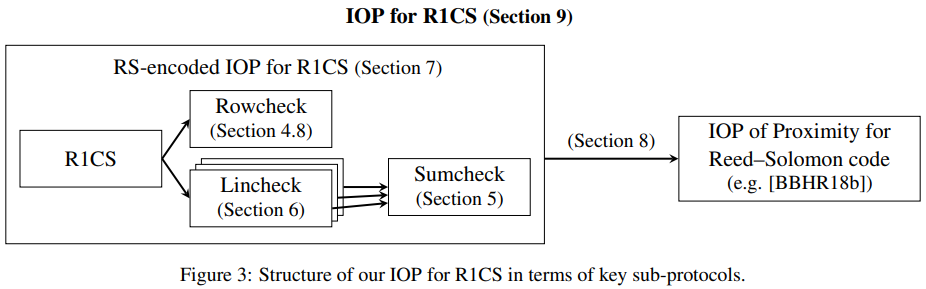 IOP for R1CS (Section 9)
RS-encoded IOP for R1CS (Section 7)
R1CS
Rowcheck
(Section 4.8)
Lincheck
(Section 6)
Sumcheck
(Section 5)
(Section 8)
IOP of Proximity for
Reed–Solomon code
(e.g. [BBHR18b])
Figure 3: Structure of our IOP for R1CS in terms of key sub-protocols.